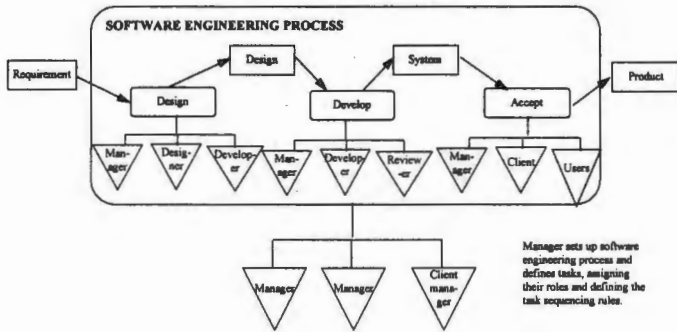 SOFTWARE ENGINEERING PROCESS
Requirement
Design
System
Product
Design
Develop
Accept
Man-
ager
Desig-
ner
Develop-
er
Man-
ager
Develop-
er
Review
-er
Man-
ager
Client
Users
Manager
Manager
Client
mana-
ger
Manager sets up software
engineering process and
defines tasks, assigning
their roles and defining the
task sequencing rules.